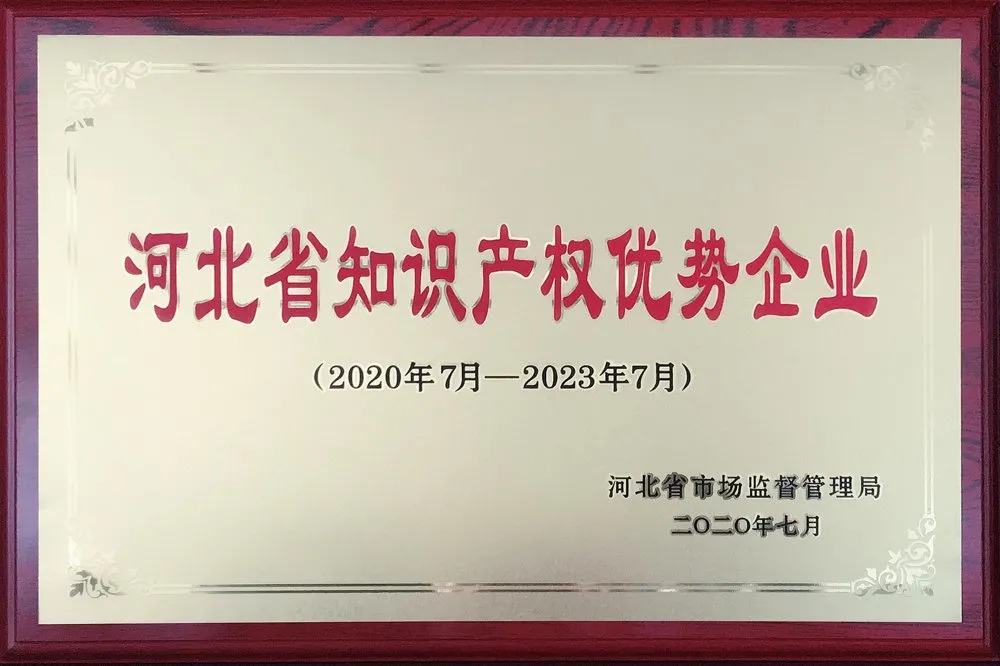 河北省知识产权优势企业
（2020年7月—2023年7月）
河北省市场监督管理局
二〇二〇年七月